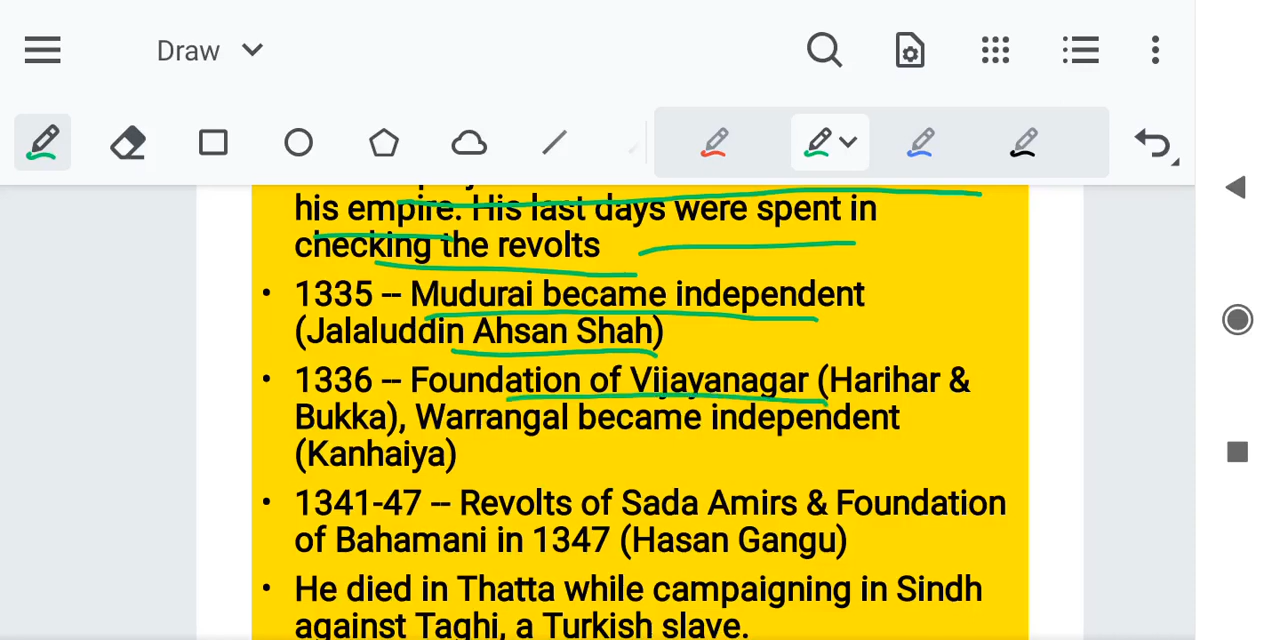 Draw
his empire. His last days were spent in
checking the revolts
• 1335 -- Mudurai became independent
(Jalaluddin Ahsan Shah)
• 1336 -- Foundation of Vijayanagar (Harihar &
Bukka), Warrangal became independent
(Kanhaiya)
• 1341-47 -- Revolts of Sada Amirs & Foundation
of Bahamani in 1347 (Hasan Gangu)
• He died in Thatta while campaigning in Sindh
against Taghi, a Turkish slave.